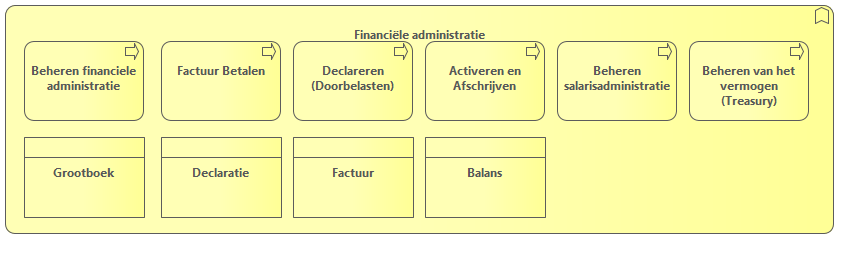 Financiële administratie
Beheren financiele
administratie
Factuur Betalen
Declareren
(Doorbelasten)
Activeren en
Afschrijven
Beheren
salarisadministratie
Beheren van het
vermogen
(Treasury)
Grootboek
Declaratie
Factuur
Balans